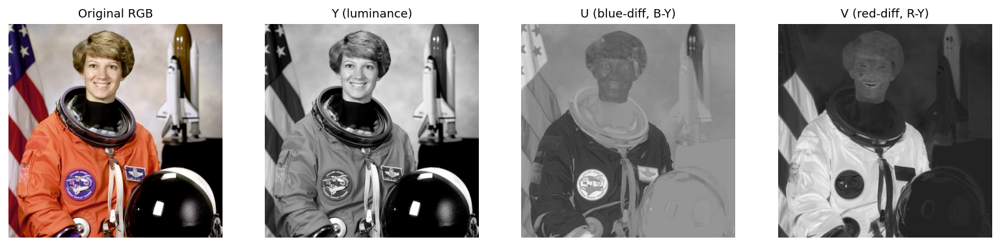 Original RGB
Y (luminance)
U (blue-diff, B-Y)
V (red-diff, R-Y)